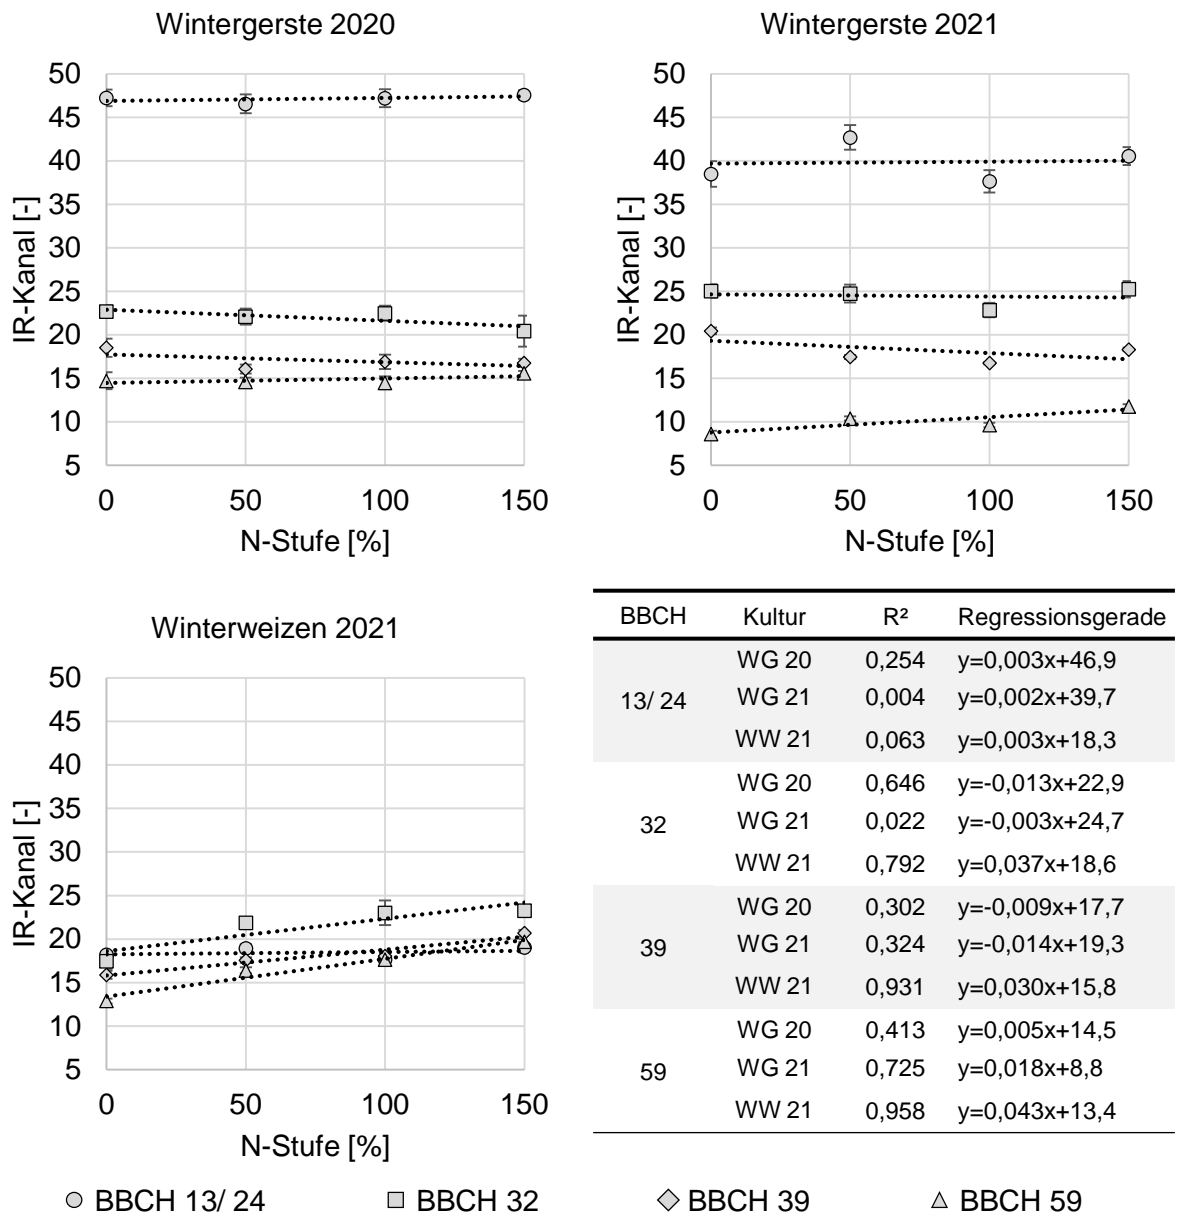 Wintergerste 2020
50
45
40
35
30
25
20
15
10
5
IR-Kanal [-]
0 50 100 150
N-Stufe [%]
Wintergerste 2021
50
45
40
35
30
25
20
15
10
5
IR-Kanal [-]
0 50 100 150
N-Stufe [%]
Winterweizen 2021
50
45
40
35
30
25
20
15
10
5
IR-Kanal [-]
0 50 100 150
N-Stufe [%]
BBCH Kultur R² Regressionsgerade
WG 20 0,254 y=0,003x+46,9
13/ 24 WG 21 0,004 y=0,002x+39,7
WW 21 0,063 y=0,003x+18,3
WG 20 0,646 y=-0,013x+22,9
32 WG 21 0,022 y=-0,003x+24,7
WW 21 0,792 y=0,037x+18,6
WG 20 0,302 y=-0,009x+17,7
39 WG 21 0,324 y=-0,014x+19,3
WW 21 0,931 y=0,030x+15,8
WG 20 0,413 y=0,005x+14,5
59 WG 21 0,725 y=0,018x+8,8
WW 21 0,958 y=0,043x+13,4
BBCH 13/ 24 BBCH 32 BBCH 39 BBCH 59